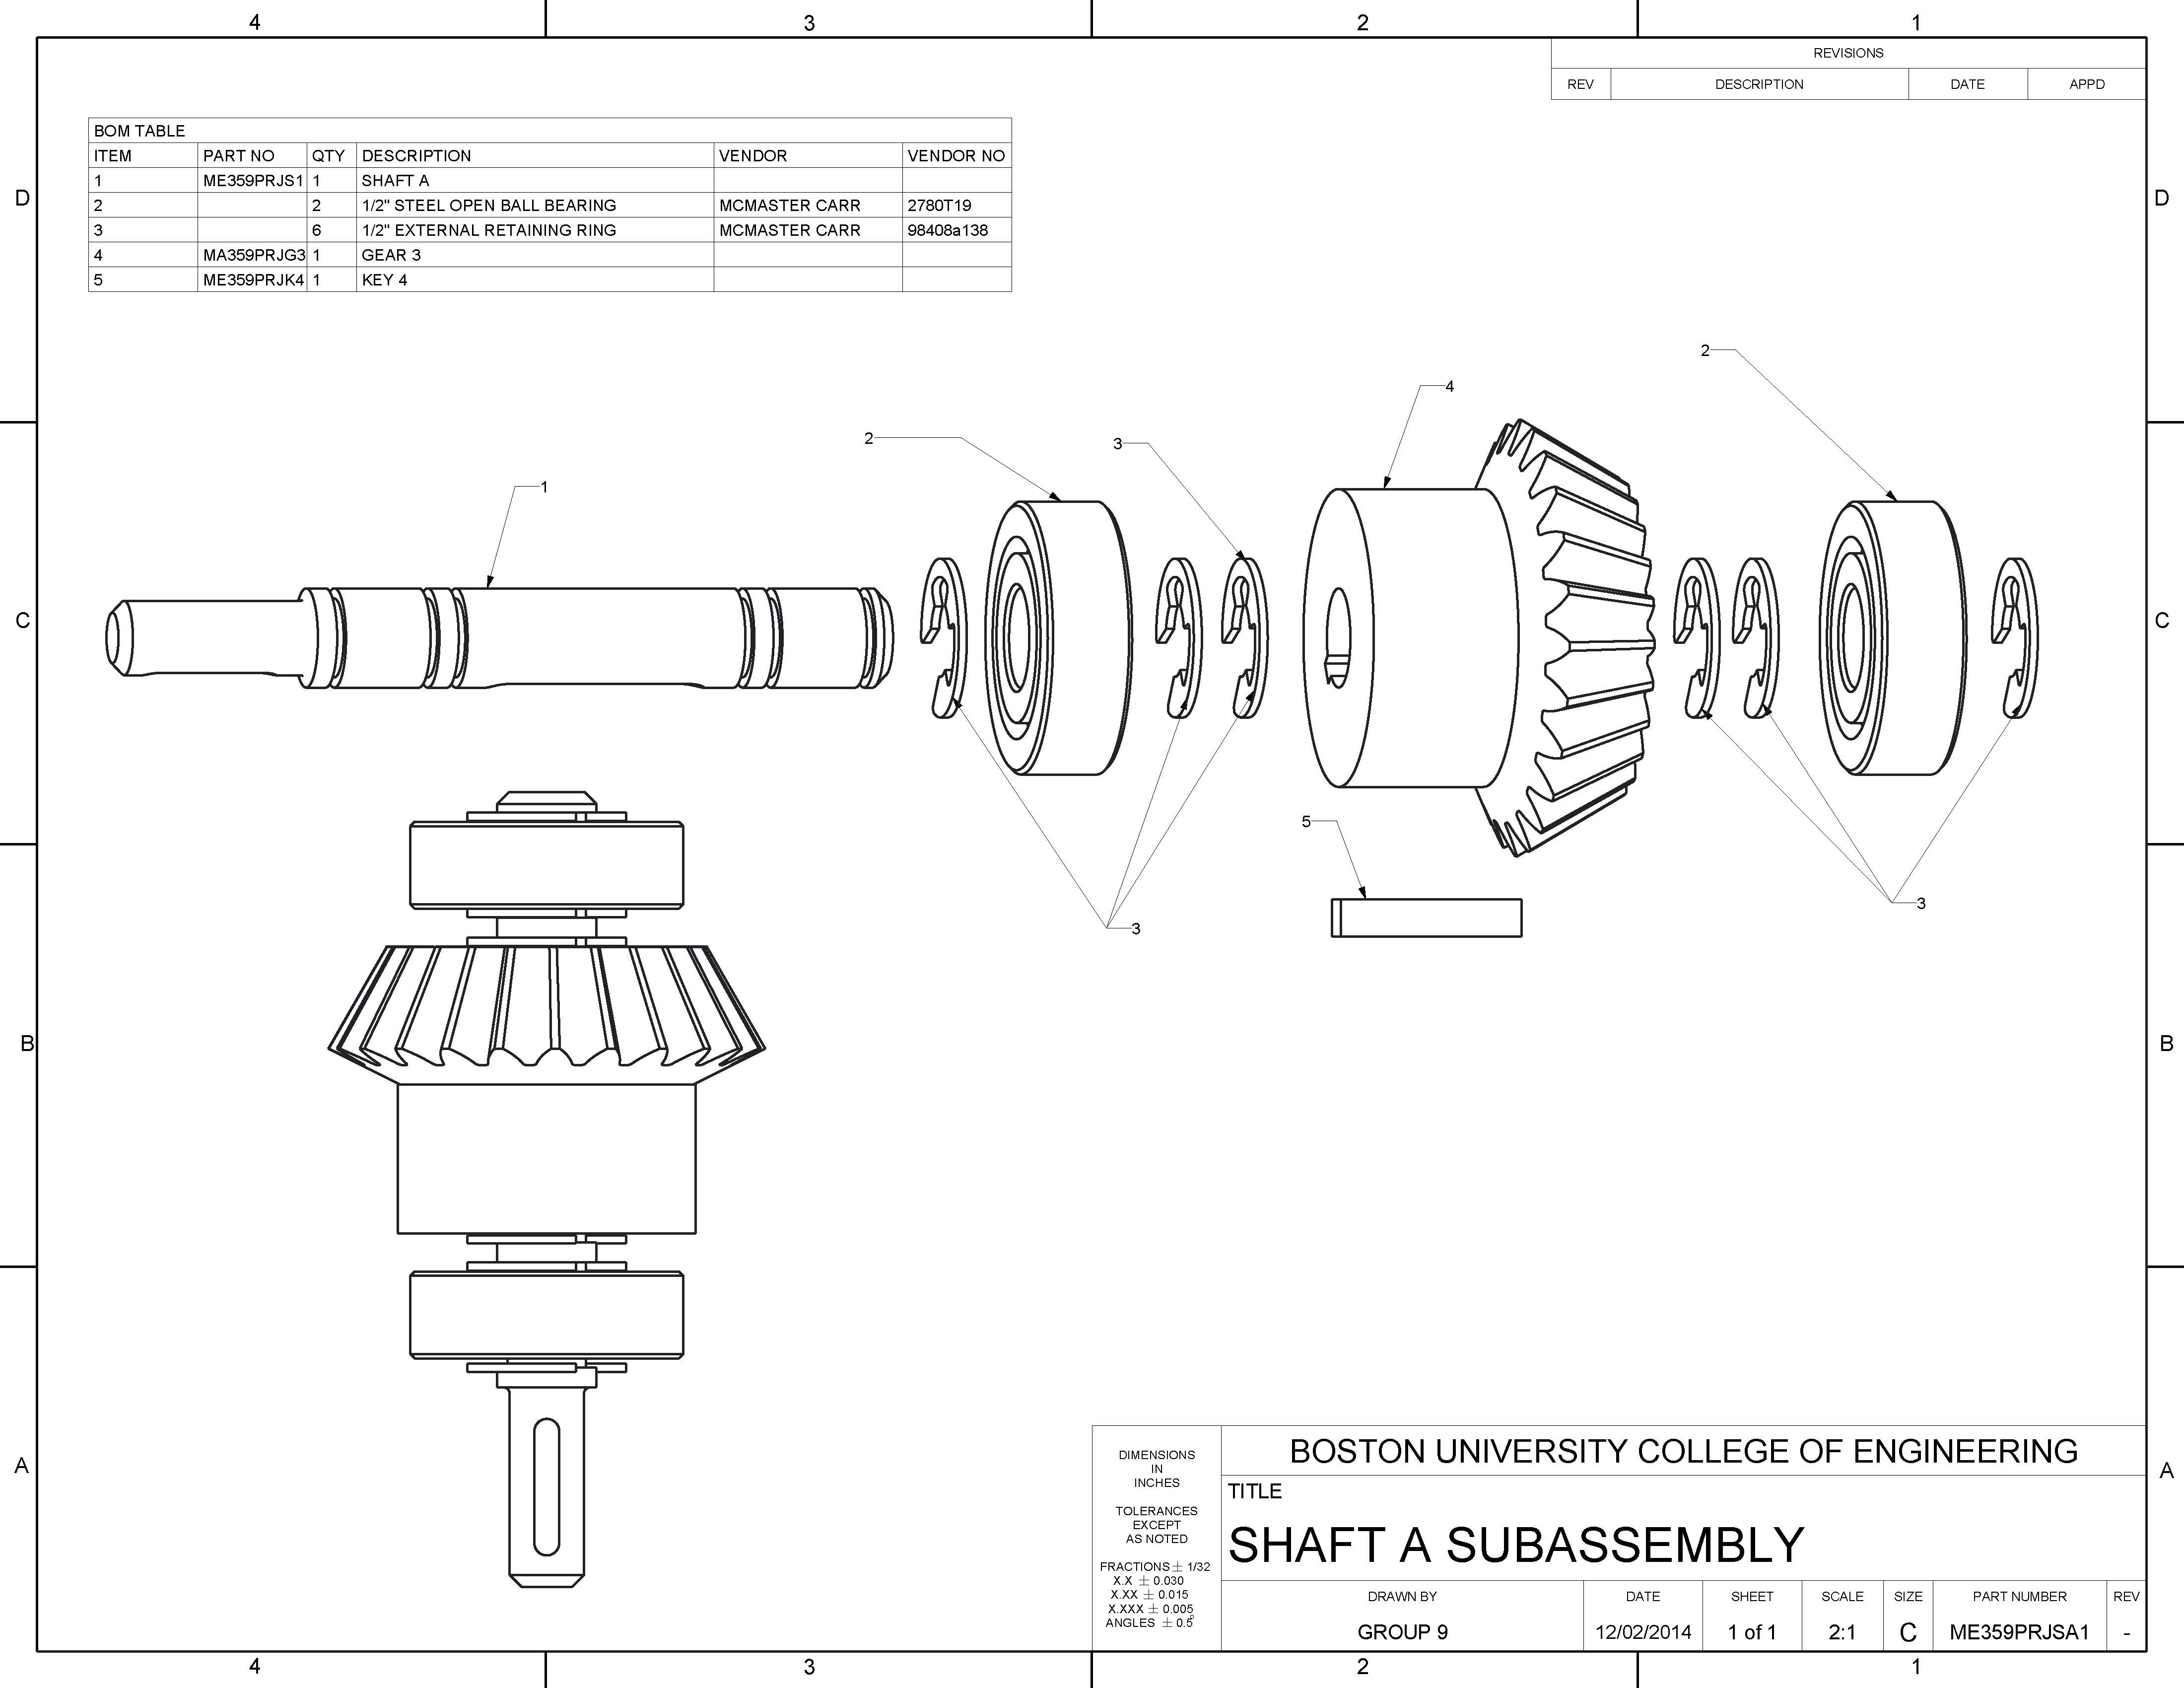 4 3 2 1
REVISIONS
REV DESCRIPTION DATE APPD
BOM TABLE
ITEM PART NO QTY DESCRIPTION VENDOR VENDOR NO
1 ME359PRJS1 1 SHAFT A
2 2 1/2" STEEL OPEN BALL BEARING MCMASTER CARR 2780T19
3 6 1/2" EXTERNAL RETAINING RING MCMASTER CARR 98408a138
4 MA359PRJG3 1 GEAR 3
5 ME359PRJK4 1 KEY 4
D D
2
4
2 3
1
C C
5
3
3
B B
A A
DIMENSIONS
IN
INCHES
TOLERANCES
EXCEPT
AS NOTED
FRACTIONS ± 1/32
X.X ± 0.030
X.XX ± 0.015
X.XXX ± 0.005
ANGLES ± 0.5°
BOSTON UNIVERSITY COLLEGE OF ENGINEERING
TITLE
SHAFT A SUBASSEMBLY
DRAWN BY DATE SHEET SCALE SIZE PART NUMBER REV
GROUP 9 12/02/2014 1 of 1 2:1 C ME359PRJSA1 -
4 3 2 1